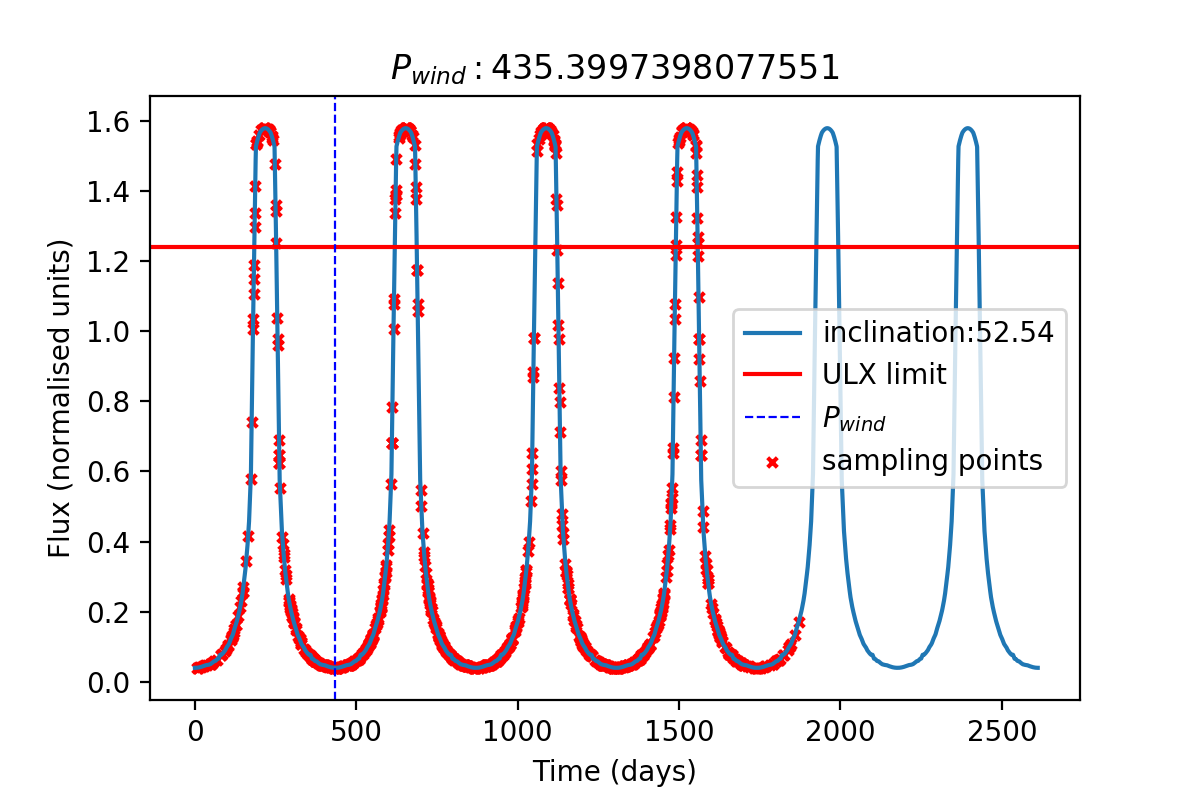 P_wind : 435.3997398077551
1.6
1.4
1.2
1.0
0.8
0.6
0.4
0.2
0.0
Flux (normalised units)
inclination:52.54
ULX limit
P_wind
sampling points
0 500 1000 1500 2000 2500
Time (days)